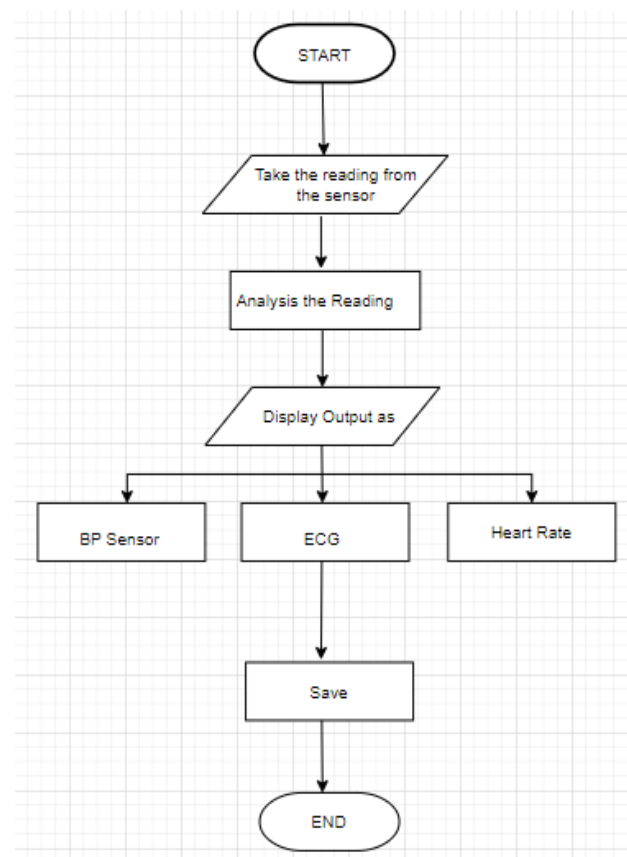 START
Take the reading from
the sensor
Analysis the Reading
Display Output as
BP Sensor
ECG
Heart Rate
Save
END